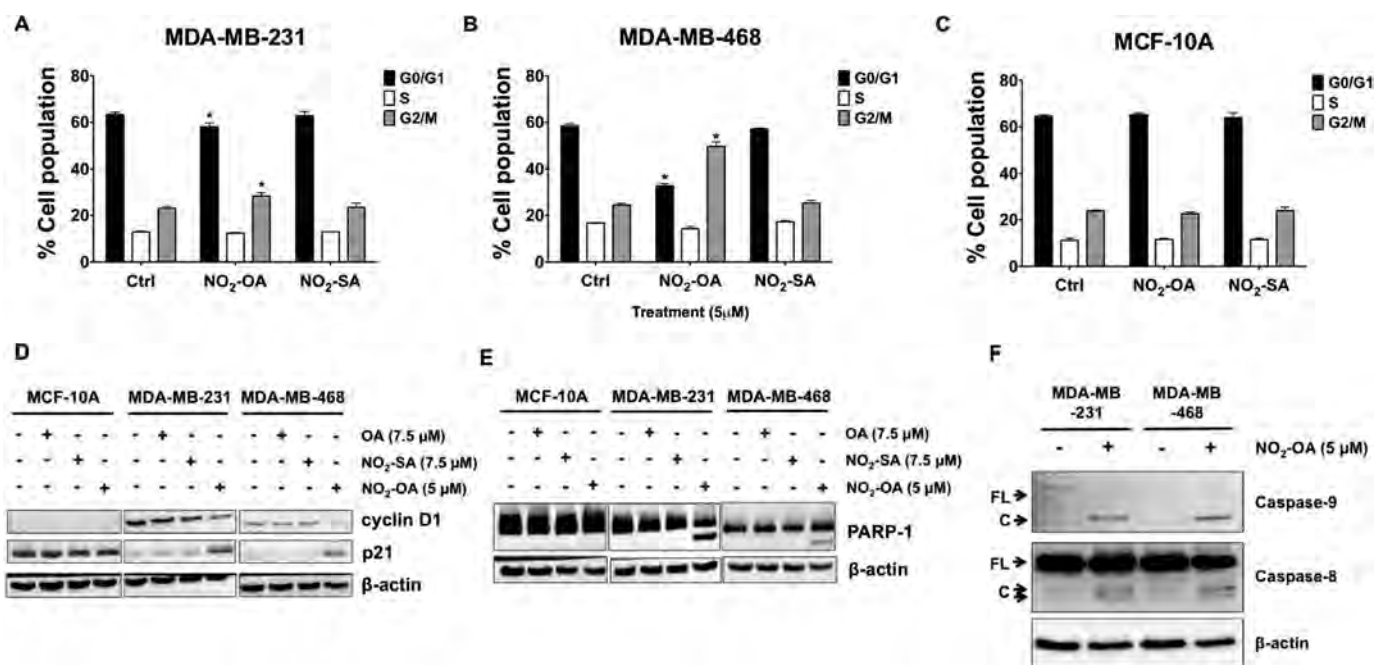 A
MDA-MB-231
80
60
40
20
0
% Cell population
*
*
Ctrl
NO₂-OA
NO₂-SA
G0/G1
S
G2/M
B
MDA-MB-468
80
60
40
20
0
% Cell population
*
*
Ctrl
NO₂-OA
NO₂-SA
Treatment (5µM)
G0/G1
S
G2/M
C
MCF-10A
80
60
40
20
0
% Cell population
Ctrl
NO₂-OA
NO₂-SA
G0/G1
S
G2/M
D
MCF-10A MDA-MB-231 MDA-MB-468
- + - - - + - - - + - - OA (7.5 µM)
- - + - - - + - - - + - NO₂-SA (7.5 µM)
- - - + - - - + - - - + NO₂-OA (5 µM)
cyclin D1
p21
β-actin
E
MCF-10A MDA-MB-231 MDA-MB-468
- + - - - + - - - + - - OA (7.5 µM)
- - + - - - + - - - + - NO₂-SA (7.5 µM)
- - - + - - - + - - - + NO₂-OA (5 µM)
PARP-1
β-actin
F
MDA-MB MDA-MB
-231 -468
- + - + NO₂-OA (5 µM)
FL
C
Caspase-9
FL
C
Caspase-8
β-actin